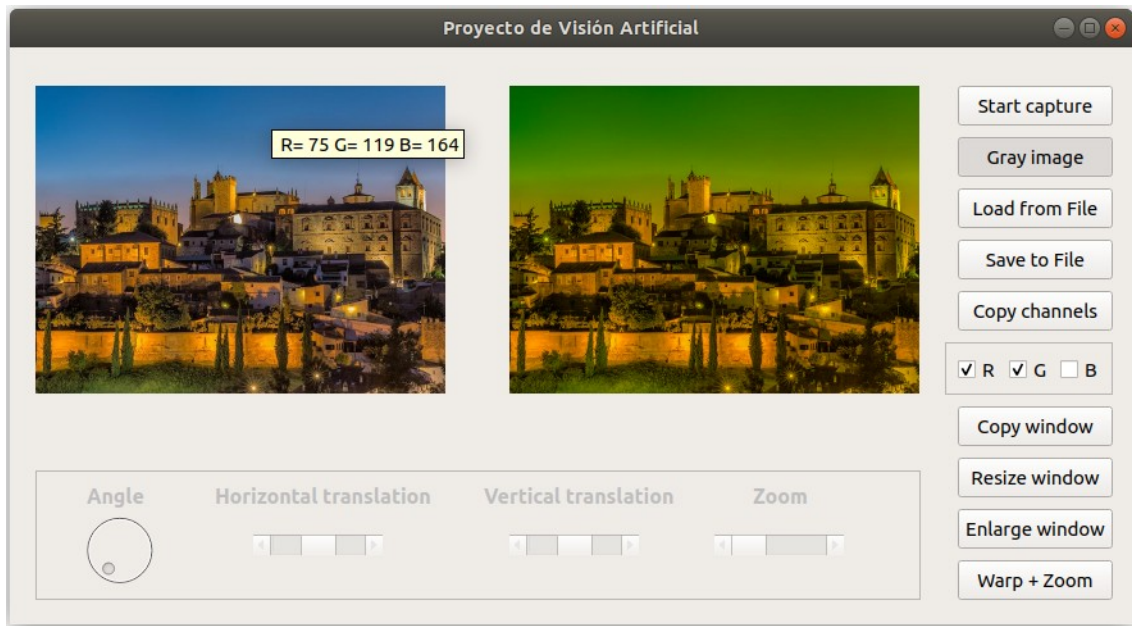 Proyecto de Visión Artificial
R= 75 G= 119 B= 164
Start capture
Gray image
Load from File
Save to File
Copy channels
R G B
Copy window
Resize window
Enlarge window
Warp + Zoom
Angle
Horizontal translation
Vertical translation
Zoom